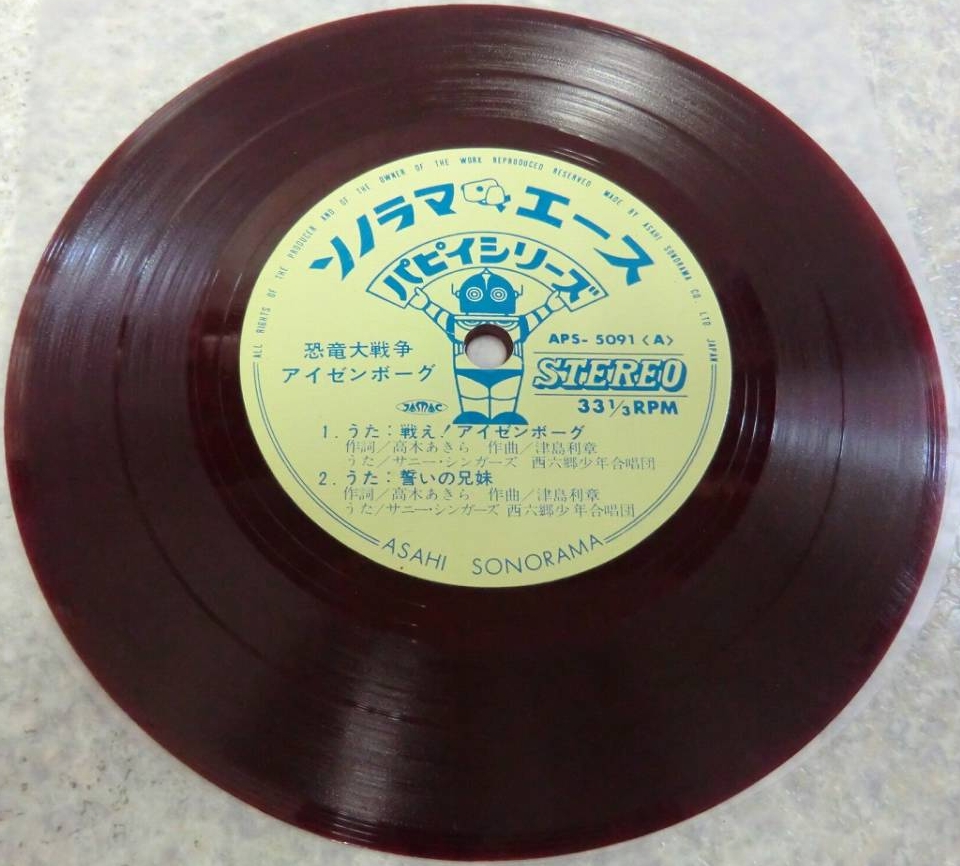 ALL RIGHTS OF THE PRODUCER AND OF THE OWNER OF THE WORK REPRODUCED RESERVED MADE BY ASAHI SONORAMA CO. LTD. JAPAN
ソノラマ エース
パピイシリーズ
恐竜大戦争
アイゼンボーグ
APS- 5091〈A〉
STEREO
33 1/3 RPM
JASRAC
1. うた:戦え!アイゼンボーグ
作詞/高木あきら 作曲/津島利章
うた/サニー・シンガーズ 西六郷少年合唱団
2. うた:誓いの兄妹
作詞/高木あきら 作曲/津島利章
うた/サニー・シンガーズ 西六郷少年合唱団
ASAHI SONORAMA